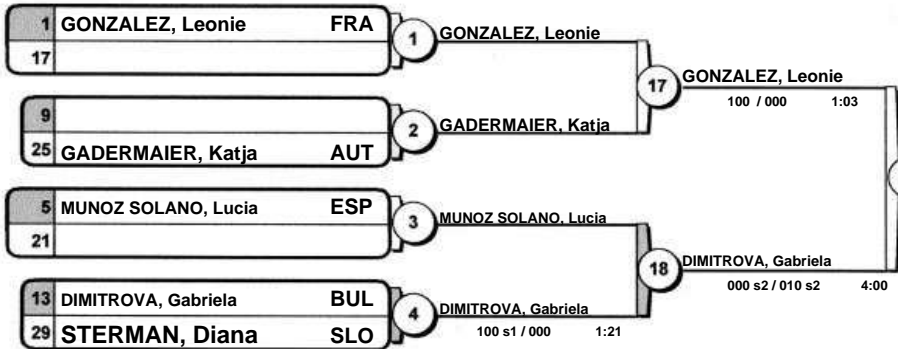 1 GONZALEZ, Leonie FRA
17
1 GONZALEZ, Leonie
9
25 GADERMAIER, Katja AUT
2 GADERMAIER, Katja
17 GONZALEZ, Leonie
100 / 000 1:03
5 MUNOZ SOLANO, Lucia ESP
21
3 MUNOZ SOLANO, Lucia
13 DIMITROVA, Gabriela BUL
29 STERMAN, Diana SLO
4 DIMITROVA, Gabriela
100 s1 / 000 1:21
18 DIMITROVA, Gabriela
000 s2 / 010 s2 4:00